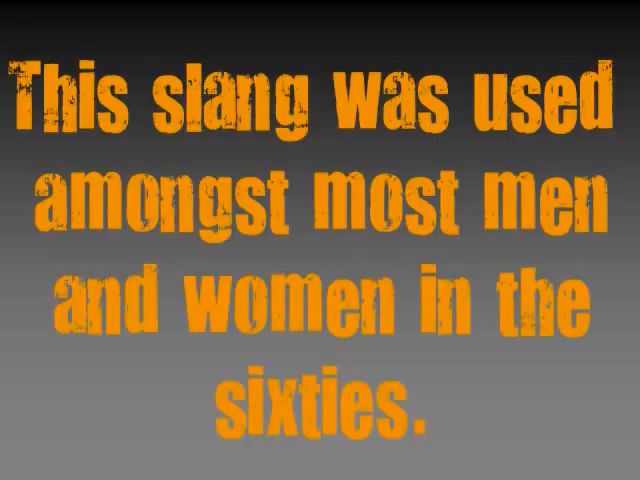 This slang was used
amongst most men
and women in the
sixties.